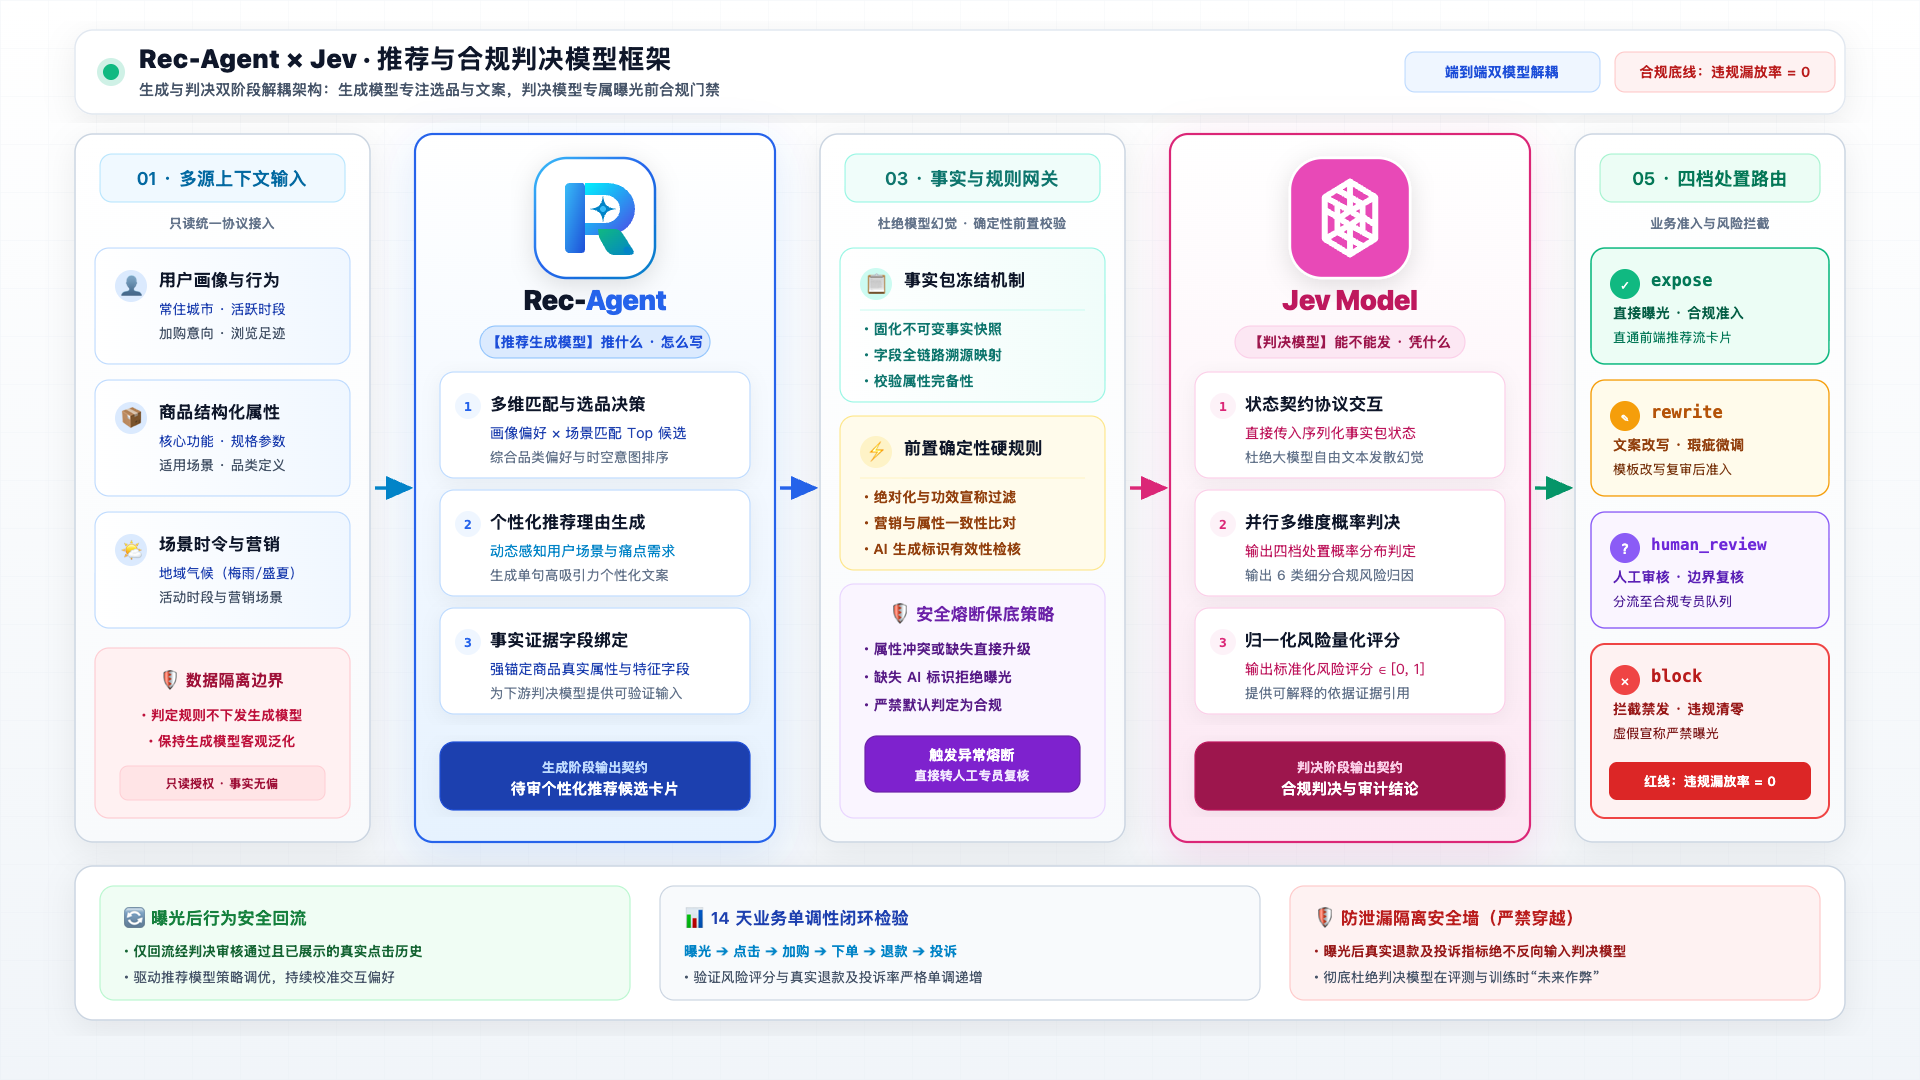 Rec-Agent × Jev · 推荐与合规判决模型框架
生成与判决双阶段解耦架构：生成模型专注选品与文案，判决模型专属曝光前合规门禁
端到端双模型解耦
合规底线：违规漏放率 = 0
01 · 多源上下文输入
只读统一协议接入
用户画像与行为
常住城市 · 活跃时段
加购意向 · 浏览足迹
商品结构化属性
核心功能 · 规格参数
适用场景 · 品类定义
场景时令与营销
地域气候（梅雨/盛夏）
活动时段与营销场景
数据隔离边界
· 判定规则不下发生成模型
· 保持生成模型客观泛化
只读授权 · 事实无偏
R
Rec-Agent
【推荐生成模型】推什么 · 怎么写
1 多维匹配与选品决策
画像偏好 × 场景匹配 Top 候选
综合品类偏好与时空意图排序
2 个性化推荐理由生成
动态感知用户场景与痛点需求
生成单句高吸引力个性化文案
3 事实证据字段绑定
强锚定商品真实属性与特征字段
为下游判决模型提供可验证输入
生成阶段输出契约
待审个性化推荐候选卡片
03 · 事实与规则网关
杜绝模型幻觉 · 确定性前置校验
事实包冻结机制
· 固化不可变事实快照
· 字段全链路溯源映射
· 校验属性完备性
前置确定性硬规则
· 绝对化与功效宣称过滤
· 营销与属性一致性比对
· AI 生成标识有效性检核
安全熔断保底策略
· 属性冲突或缺失直接升级
· 缺失 AI 标识拒绝曝光
· 严禁默认判定为合规
触发异常熔断
直接转人工专员复核
Jev Model
【判决模型】能不能发 · 凭什么
1 状态契约协议交互
直接传入序列化事实包状态
杜绝大模型自由文本发散幻觉
2 并行多维度概率判决
输出四档处置概率分布判定
输出 6 类细分合规风险归因
3 归一化风险量化评分
输出标准化风险评分 ∈ [0, 1]
提供可解释的依据证据引用
判决阶段输出契约
合规判决与审计结论
05 · 四档处置路由
业务准入与风险拦截
✓ expose
直接曝光 · 合规准入
直通前端推荐流卡片
✎ rewrite
文案改写 · 瑕疵微调
模板改写复审后准入
? human_review
人工审核 · 边界复核
分流至合规专员队列
× block
拦截禁发 · 违规清零
虚假宣称严禁曝光
红线：违规漏放率 = 0
曝光后行为安全回流
· 仅回流经判决审核通过且已展示的真实点击历史
· 驱动推荐模型策略调优，持续校准交互偏好
14 天业务单调性闭环检验
曝光 → 点击 → 加购 → 下单 → 退款 → 投诉
· 验证风险评分与真实退款及投诉率严格单调递增
防泄漏隔离安全墙（严禁穿越）
· 曝光后真实退款及投诉指标绝不反向输入判决模型
· 彻底杜绝判决模型在评测与训练时“未来作弊”